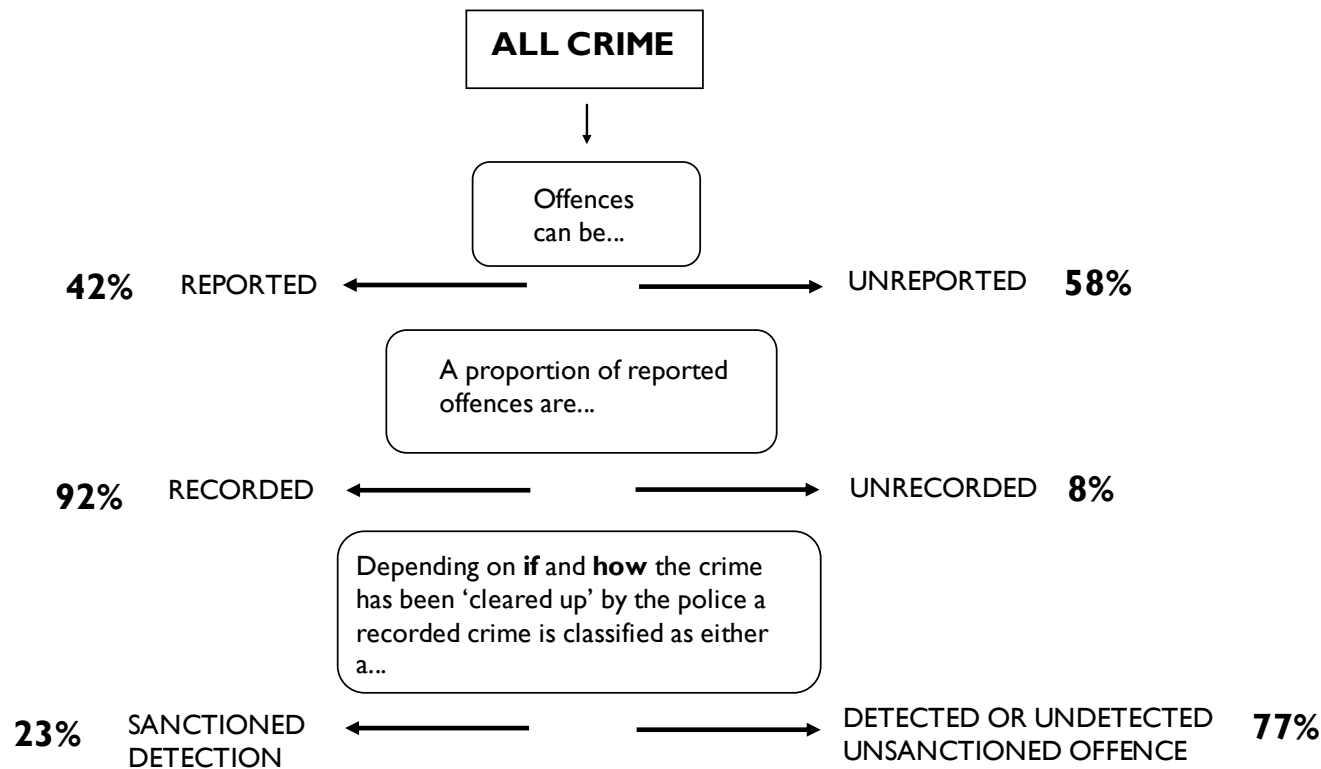 ALL CRIME
Offences
can be...
42% REPORTED UNREPORTED 58%
A proportion of reported
offences are...
92% RECORDED UNRECORDED 8%
Depending on if and how the crime
has been ‘cleared up’ by the police a
recorded crime is classified as either
a...
23% SANCTIONED
DETECTION
DETECTED OR UNDETECTED
UNSANCTIONED OFFENCE 77%